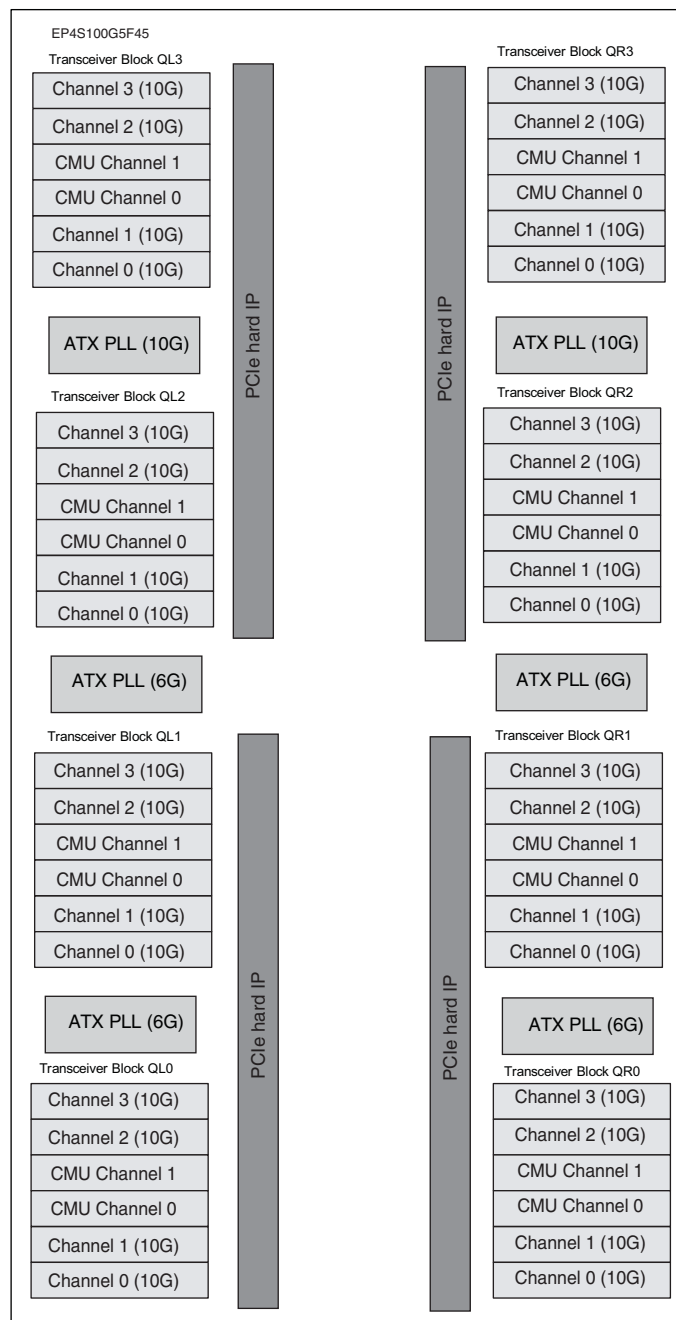 EP4S100G5F45
Transceiver Block QL3
Channel 3 (10G)
Channel 2 (10G)
CMU Channel 1
CMU Channel 0
Channel 1 (10G)
Channel 0 (10G)
ATX PLL (10G)
Transceiver Block QL2
Channel 3 (10G)
Channel 2 (10G)
CMU Channel 1
CMU Channel 0
Channel 1 (10G)
Channel 0 (10G)
PCIe hard IP
ATX PLL (6G)
Transceiver Block QL1
Channel 3 (10G)
Channel 2 (10G)
CMU Channel 1
CMU Channel 0
Channel 1 (10G)
Channel 0 (10G)
ATX PLL (6G)
Transceiver Block QL0
Channel 3 (10G)
Channel 2 (10G)
CMU Channel 1
CMU Channel 0
Channel 1 (10G)
Channel 0 (10G)
PCIe hard IP
Transceiver Block QR3
Channel 3 (10G)
Channel 2 (10G)
CMU Channel 1
CMU Channel 0
Channel 1 (10G)
Channel 0 (10G)
ATX PLL (10G)
Transceiver Block QR2
Channel 3 (10G)
Channel 2 (10G)
CMU Channel 1
CMU Channel 0
Channel 1 (10G)
Channel 0 (10G)
PCIe hard IP
ATX PLL (6G)
Transceiver Block QR1
Channel 3 (10G)
Channel 2 (10G)
CMU Channel 1
CMU Channel 0
Channel 1 (10G)
Channel 0 (10G)
ATX PLL (6G)
Transceiver Block QR0
Channel 3 (10G)
Channel 2 (10G)
CMU Channel 1
CMU Channel 0
Channel 1 (10G)
Channel 0 (10G)
PCIe hard IP